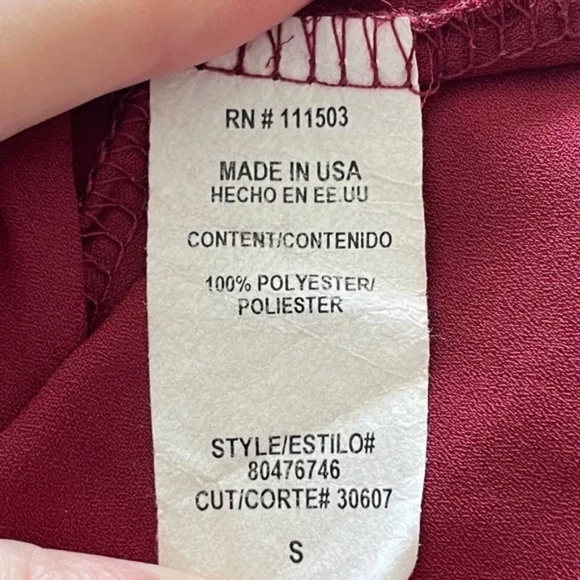 RN # 111503
MADE IN USA
HECHO EN EE.UU
CONTENT/CONTENIDO
100% POLYESTER/
POLIESTER
STYLE/ESTILO#
80476746
CUT/CORTE# 30607
S